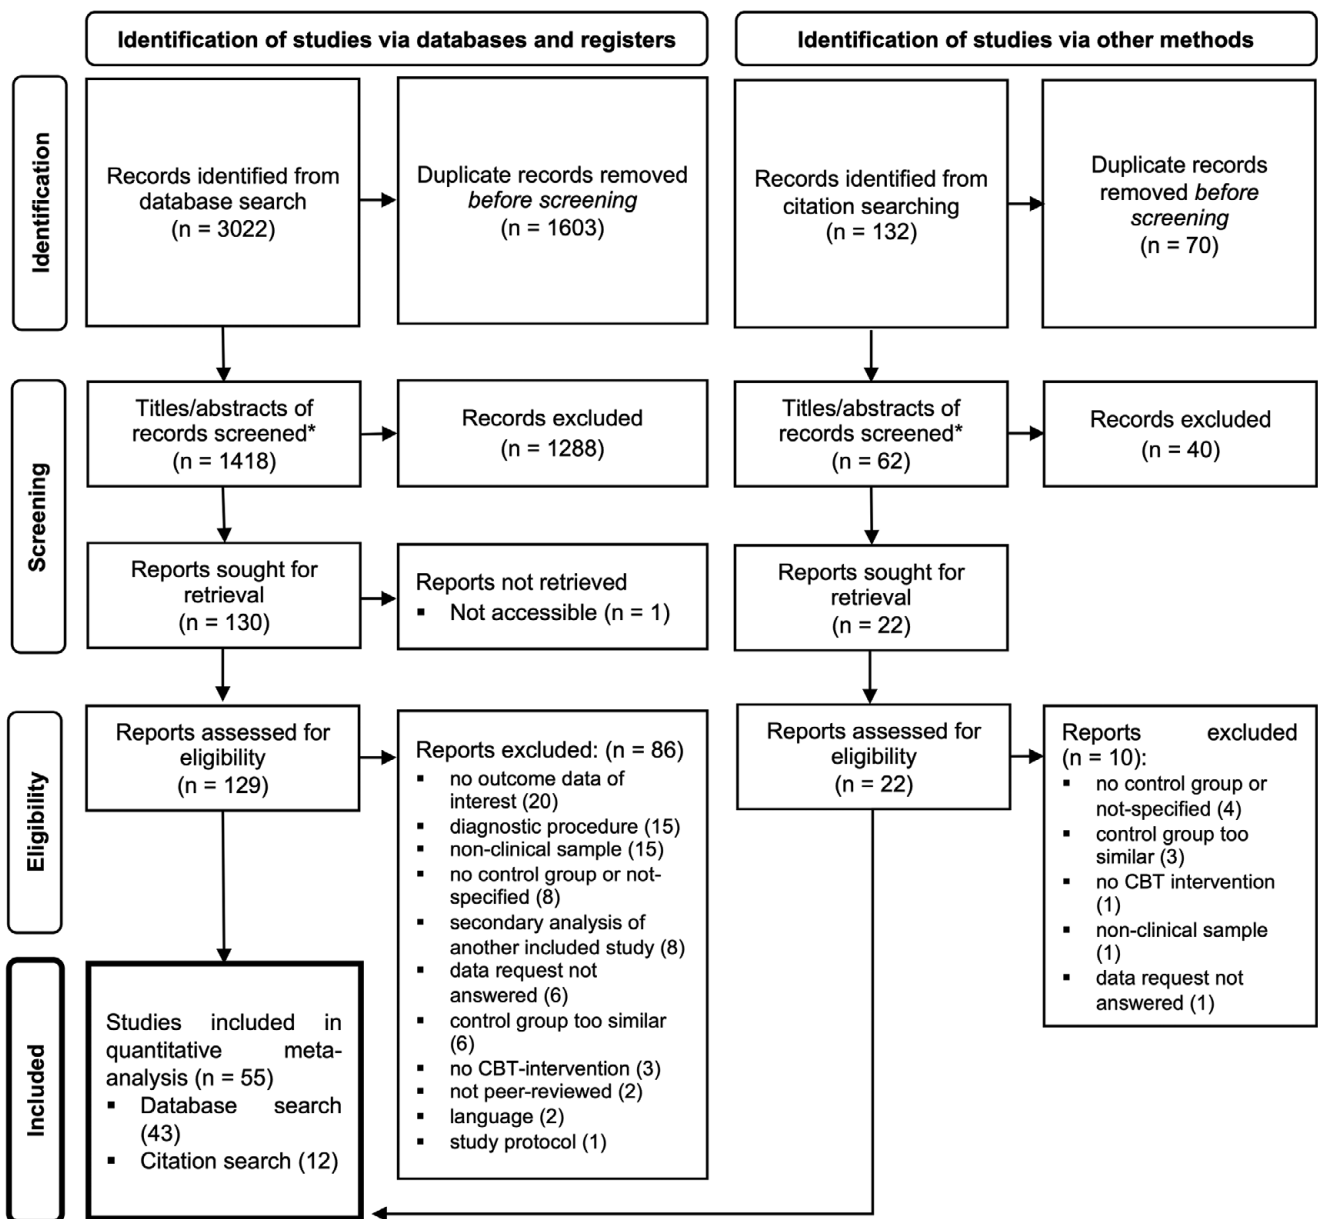 Identification of studies via databases and registers
Identification of studies via other methods
Identification
Records identified from
database search
(n = 3022)
Duplicate records removed
before screening
(n = 1603)
Records identified from
citation searching
(n = 132)
Duplicate records
removed before
screening
(n = 70)
Screening
Titles/abstracts of
records screened*
(n = 1418)
Records excluded
(n = 1288)
Titles/abstracts of
records screened*
(n = 62)
Records excluded
(n = 40)
Reports sought for
retrieval
(n = 130)
Reports not retrieved
▪ Not accessible (n = 1)
Reports sought for
retrieval
(n = 22)
Eligibility
Reports assessed for
eligibility
(n = 129)
Reports excluded: (n = 86)
▪ no outcome data of
interest (20)
▪ diagnostic procedure (15)
▪ non-clinical sample (15)
▪ no control group or not-
specified (8)
▪ secondary analysis of
another included study (8)
▪ data request not
answered (6)
▪ control group too similar
(6)
▪ no CBT-intervention (3)
▪ not peer-reviewed (2)
▪ language (2)
▪ study protocol (1)
Reports assessed for
eligibility
(n = 22)
Reports excluded
(n = 10):
▪ no control group or
not-specified (4)
▪ control group too
similar (3)
▪ no CBT intervention
(1)
▪ non-clinical sample
(1)
▪ data request not
answered (1)
Included
Studies included in
quantitative meta-
analysis (n = 55)
▪ Database search
(43)
▪ Citation search (12)